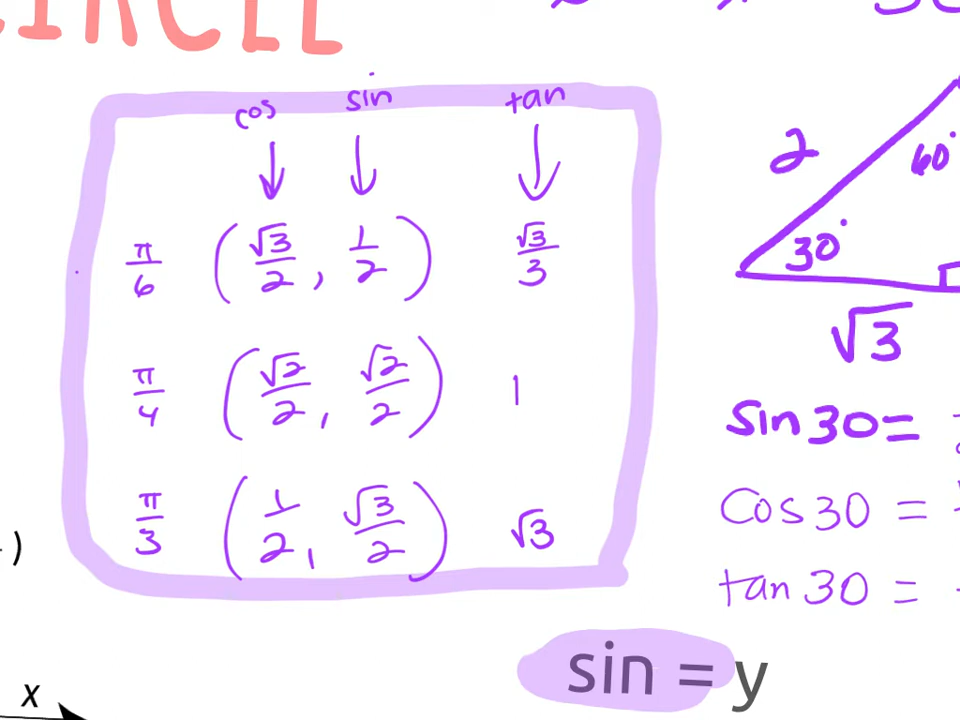 CIRCLE
cos sin tan
π/6 (√3/2, 1/2) √3/3
π/4 (√2/2, √2/2) 1
π/3 (1/2, √3/2) √3
)
x
2
60°
30°
√3
sin 30 =
cos 30 =
tan 30 =
sin = y